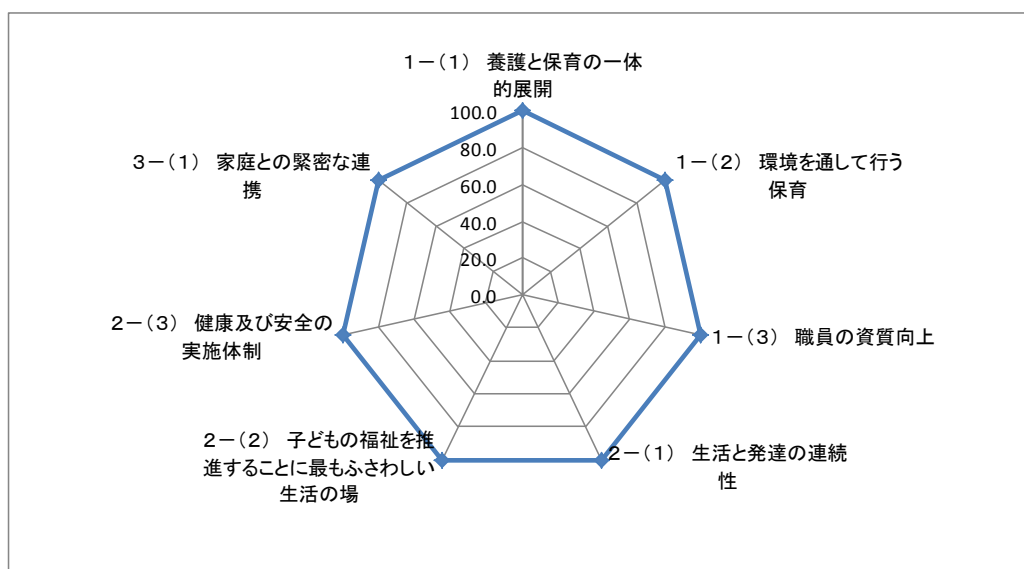 1－(1) 養護と保育の一体
的展開
100.0
80.0
60.0
40.0
20.0
0.0
1－(2) 環境を通して行う
保育
1－(3) 職員の資質向上
2－(1) 生活と発達の連続
性
2－(2) 子どもの福祉を推
進することに最もふさわしい
生活の場
2－(3) 健康及び安全の
実施体制
3－(1) 家庭との緊密な連
携